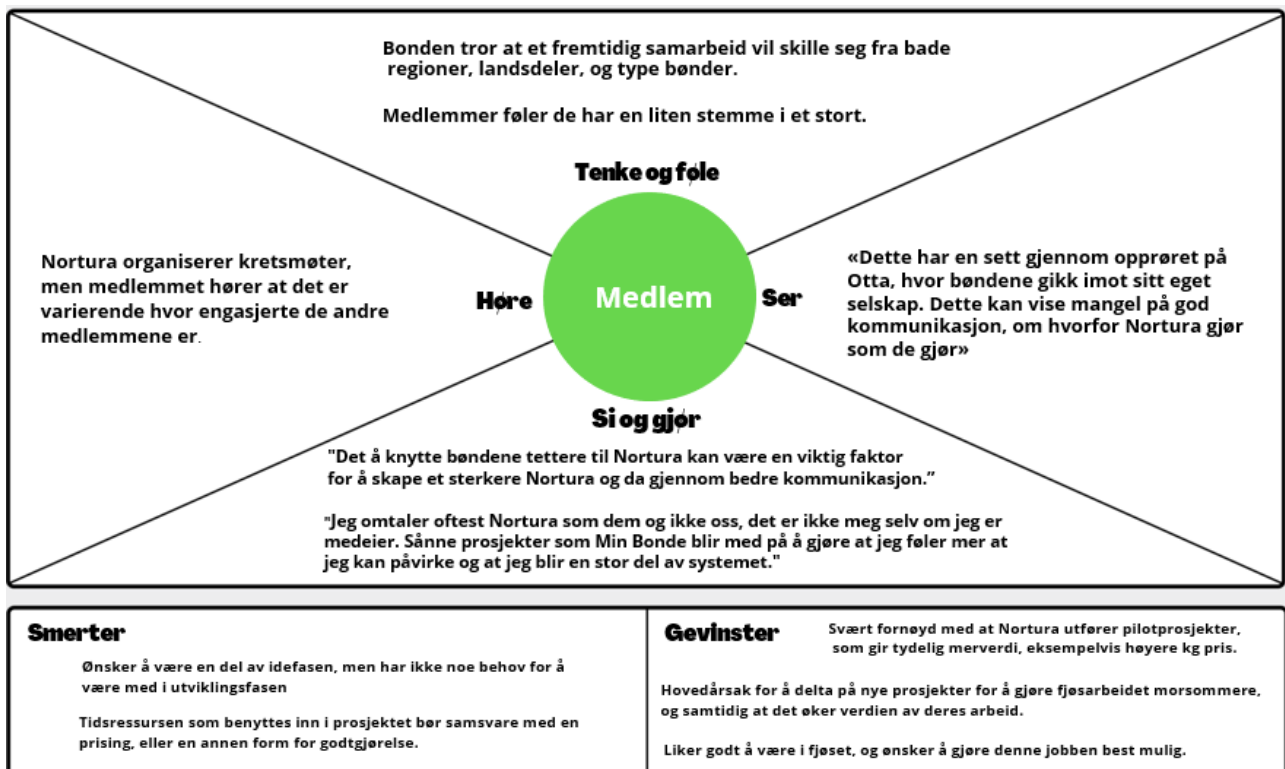 Bonden tror at et fremtidig samarbeid vil skille seg fra bade
regioner, landsdeler, og type bønder.
Medlemmer føler de har en liten stemme i et stort.
Tenke og føle
Nortura organiserer kretsmøter,
men medlemmet hører at det er
varierende hvor engasjerte de andre
medlemmene er.
Høre
Medlem
Ser
«Dette har en sett gjennom opprøret på
Otta, hvor bøndene gikk imot sitt eget
selskap. Dette kan vise mangel på god
kommunikasjon, om hvorfor Nortura gjør
som de gjør»
Si og gjør
"Det å knytte bøndene tettere til Nortura kan være en viktig faktor
for å skape et sterkere Nortura og da gjennom bedre kommunikasjon.”
"Jeg omtaler oftest Nortura som dem og ikke oss, det er ikke meg selv om jeg er
medeier. Sånne prosjekter som Min Bonde blir med på å gjøre at jeg føler mer at
jeg kan påvirke og at jeg blir en stor del av systemet."
Smerter
Ønsker å være en del av idefasen, men har ikke noe behov for å
være med i utviklingsfasen
Tidsressursen som benyttes inn i prosjektet bør samsvare med en
prising, eller en annen form for godtgjørelse.
Gevinster
Svært fornøyd med at Nortura utfører pilotprosjekter,
som gir tydelig merverdi, eksempelvis høyere kg pris.
Hovedårsak for å delta på nye prosjekter for å gjøre fjøsarbeidet morsommere,
og samtidig at det øker verdien av deres arbeid.
Liker godt å være i fjøset, og ønsker å gjøre denne jobben best mulig.